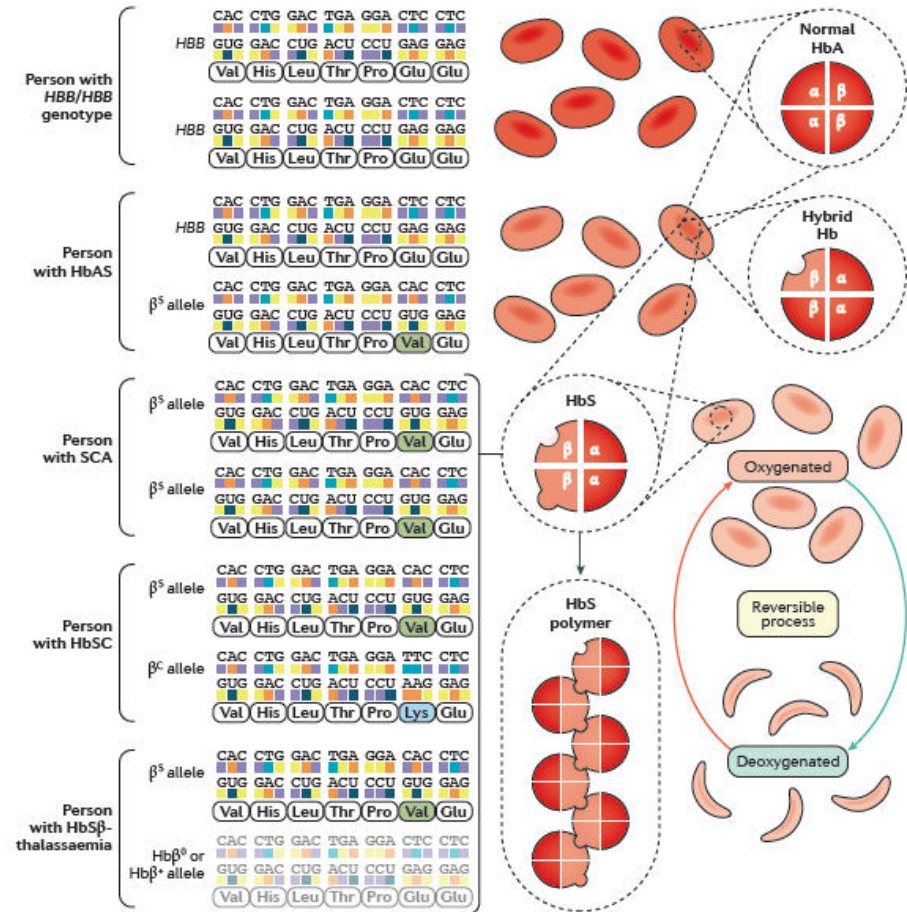 Person with
HBB/HBB
genotype
CAC CTG GAC TGA GGA CTC CTC
HBB
GUG GAC CUG ACU CCU GAG GAG
Val His Leu Thr Pro Glu Glu
CAC CTG GAC TGA GGA CTC CTC
HBB
GUG GAC CUG ACU CCU GAG GAG
Val His Leu Thr Pro Glu Glu
Normal
HbA
α β
α β
Person
with HbAS
CAC CTG GAC TGA GGA CTC CTC
HBB
GUG GAC CUG ACU CCU GAG GAG
Val His Leu Thr Pro Glu Glu
CAC CTG GAC TGA GGA CAC CTC
βS allele
GUG GAC CUG ACU CCU GUG GAG
Val His Leu Thr Pro Val Glu
Hybrid
Hb
β α
β α
Person
with SCA
CAC CTG GAC TGA GGA CAC CTC
βS allele
GUG GAC CUG ACU CCU GUG GAG
Val His Leu Thr Pro Val Glu
CAC CTG GAC TGA GGA CAC CTC
βS allele
GUG GAC CUG ACU CCU GUG GAG
Val His Leu Thr Pro Val Glu
HbS
β α
β α
Oxygenated
Reversible
process
Deoxygenated
Person
with HbSC
CAC CTG GAC TGA GGA CAC CTC
βS allele
GUG GAC CUG ACU CCU GUG GAG
Val His Leu Thr Pro Val Glu
CAC CTG GAC TGA GGA TTC CTC
βC allele
GUG GAC CUG ACU CCU AAG GAG
Val His Leu Thr Pro Lys Glu
HbS
polymer
Person
with HbSβ-
thalassaemia
CAC CTG GAC TGA GGA CAC CTC
βS allele
GUG GAC CUG ACU CCU GUG GAG
Val His Leu Thr Pro Val Glu
CAC CTG GAC TGA GGA CTC CTC
Hbβ⁰ or
Hbβ⁺ allele
GUG GAC CUG ACU CCU GAG GAG
Val His Leu Thr Pro Glu Glu